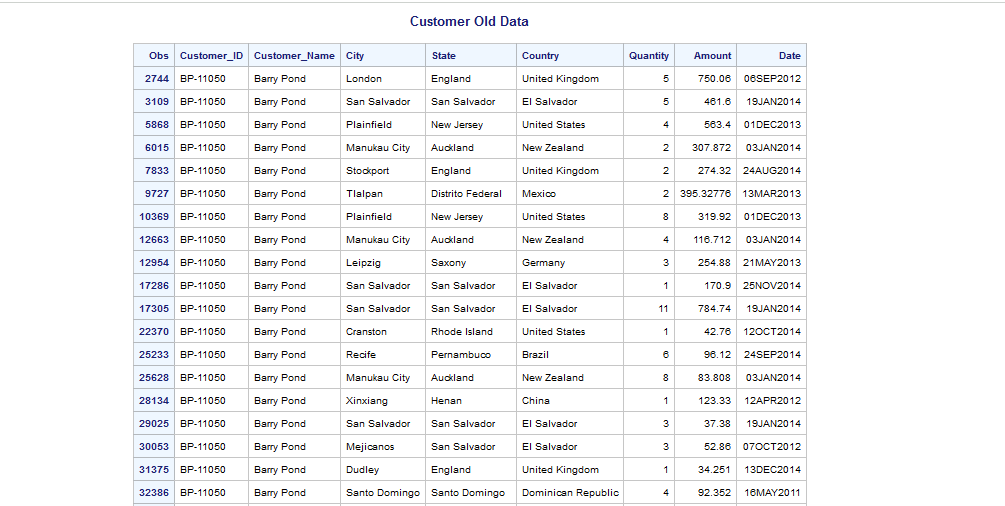 Customer Old Data
Obs Customer_ID Customer_Name City State Country Quantity Amount Date
2744 BP-11050 Barry Pond London England United Kingdom 5 750.06 06SEP2012
3109 BP-11050 Barry Pond San Salvador San Salvador El Salvador 5 461.6 19JAN2014
5868 BP-11050 Barry Pond Plainfield New Jersey United States 4 563.4 01DEC2013
6015 BP-11050 Barry Pond Manukau City Auckland New Zealand 2 307.872 03JAN2014
7833 BP-11050 Barry Pond Stockport England United Kingdom 2 274.32 24AUG2014
9727 BP-11050 Barry Pond Tlalpan Distrito Federal Mexico 2 395.32776 13MAR2013
10369 BP-11050 Barry Pond Plainfield New Jersey United States 8 319.92 01DEC2013
12663 BP-11050 Barry Pond Manukau City Auckland New Zealand 4 116.712 03JAN2014
12954 BP-11050 Barry Pond Leipzig Saxony Germany 3 254.88 21MAY2013
17286 BP-11050 Barry Pond San Salvador San Salvador El Salvador 1 170.9 25NOV2014
17305 BP-11050 Barry Pond San Salvador San Salvador El Salvador 11 784.74 19JAN2014
22370 BP-11050 Barry Pond Cranston Rhode Island United States 1 42.76 12OCT2014
25233 BP-11050 Barry Pond Recife Pernambuco Brazil 6 96.12 24SEP2014
25628 BP-11050 Barry Pond Manukau City Auckland New Zealand 8 83.808 03JAN2014
28134 BP-11050 Barry Pond Xinxiang Henan China 1 123.33 12APR2012
29025 BP-11050 Barry Pond San Salvador San Salvador El Salvador 3 37.38 19JAN2014
30053 BP-11050 Barry Pond Mejicanos San Salvador El Salvador 3 52.86 07OCT2012
31375 BP-11050 Barry Pond Dudley England United Kingdom 1 34.251 13DEC2014
32386 BP-11050 Barry Pond Santo Domingo Santo Domingo Dominican Republic 4 92.352 16MAY2011